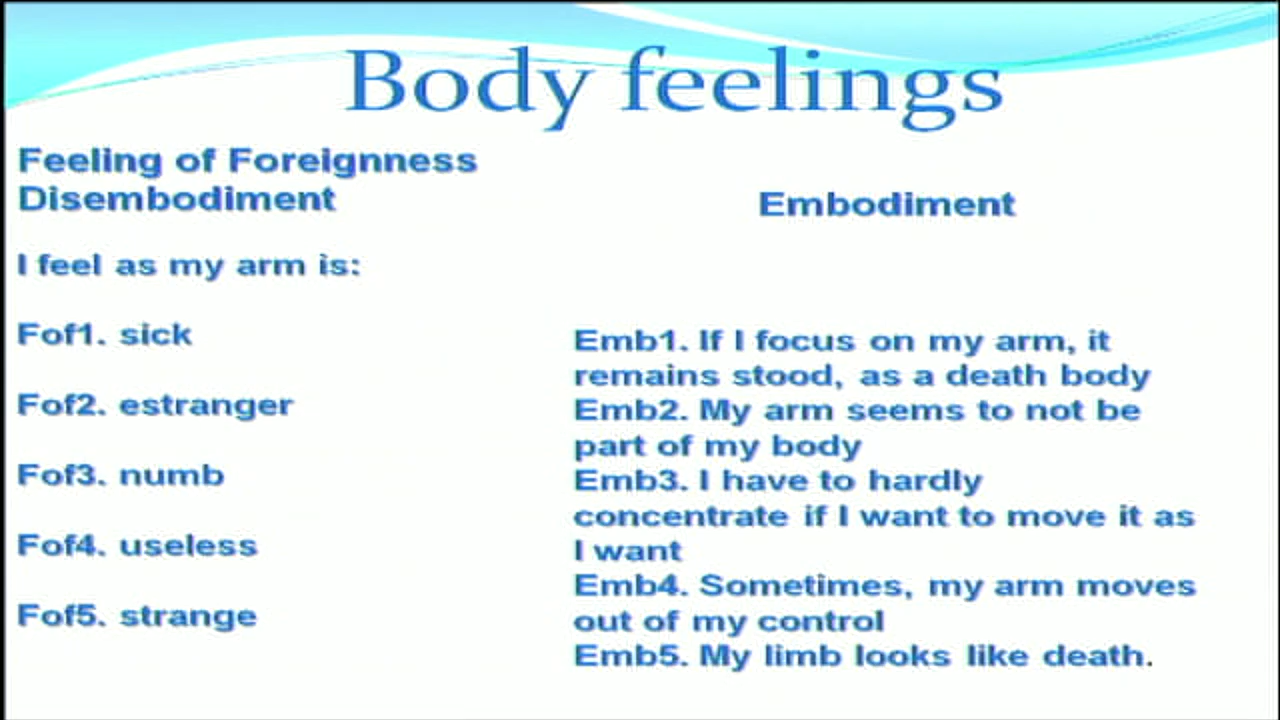 Body feelings
Feeling of Foreignness
Disembodiment
I feel as my arm is:
Fof1. sick
Fof2. estranger
Fof3. numb
Fof4. useless
Fof5. strange
Embodiment
Emb1. If I focus on my arm, it
remains stood, as a death body
Emb2. My arm seems to not be
part of my body
Emb3. I have to hardly
concentrate if I want to move it as
I want
Emb4. Sometimes, my arm moves
out of my control
Emb5. My limb looks like death.